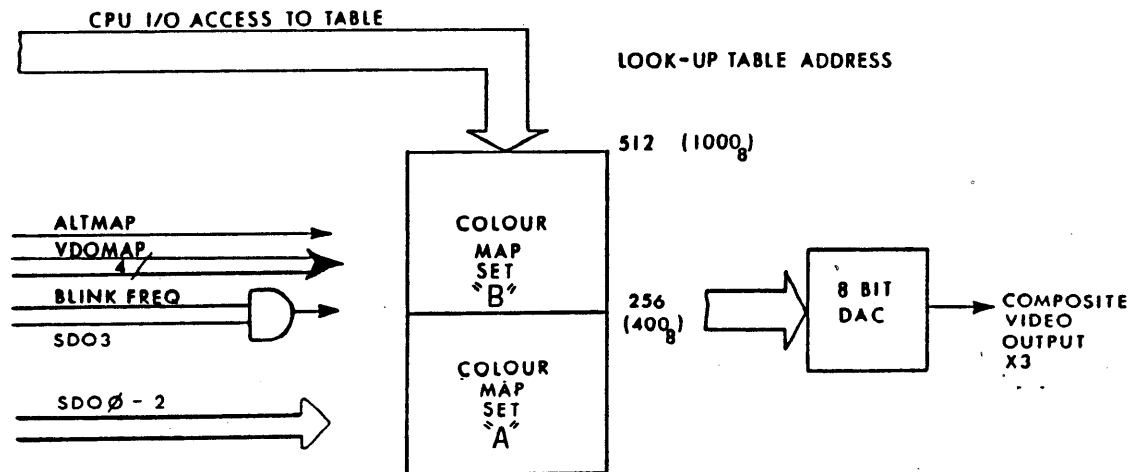 CPU I/O ACCESS TO TABLE
LOOK-UP TABLE ADDRESS
512 (1000₈)
ALTMAP
VDOMAP
4
BLINK FREQ
SDO3
SDOØ - 2
COLOUR
MAP
SET
"B"
256
(400₈)
COLOUR
MAP
SET
"A"
8 BIT
DAC
COMPOSITE
VIDEO
OUTPUT
X3